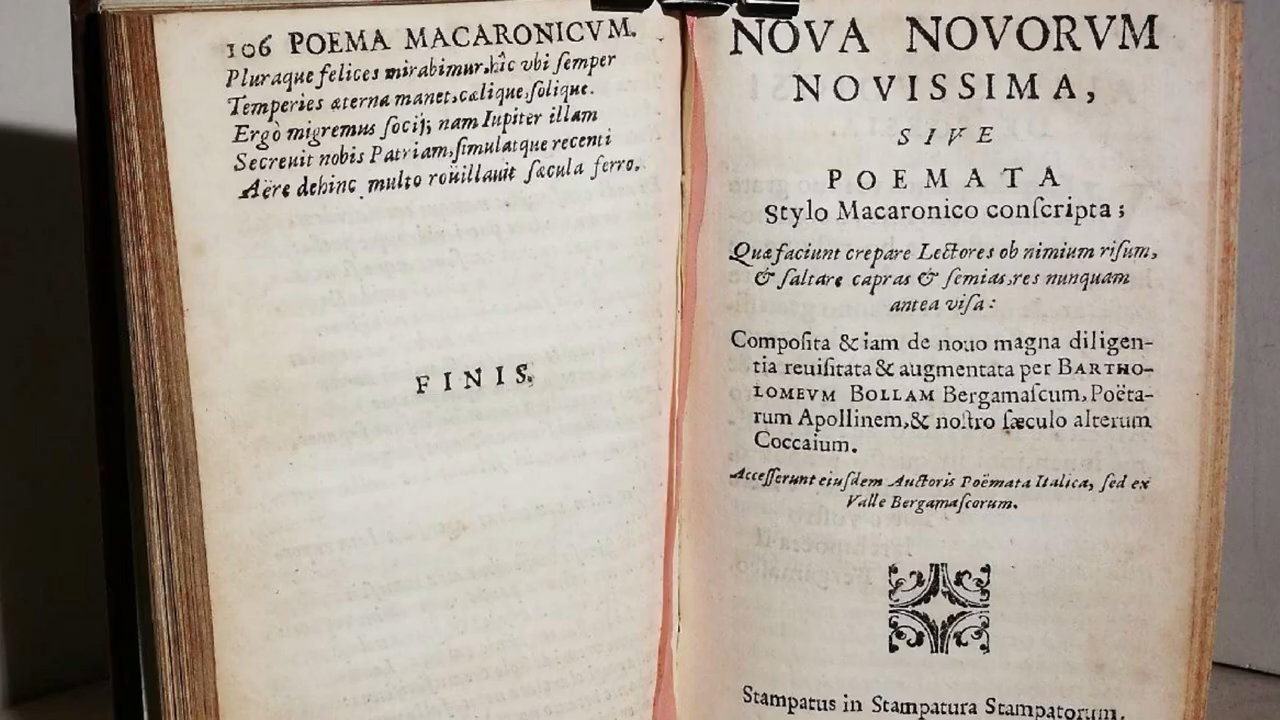 106 POEMA MACARONICVM.
Pluraque felices mirabimur, hîc vbi ſemper
Temperies æterna manet, cælique, ſolique.
Ergò migremus ſocij; nam Iupiter illam
Secreuit nobis Patriam, ſimulatque recenti
Aëre dehinc multo roüillauit ſæcula ferro.
FINIS.
NOVA NOVORVM
NOVISSIMA,
SIVE
POEMATA
Stylo Macaronico conſcripta;
Quæ faciunt crepare Lectores ob nimium riſum,
& ſaltare capras & ſemias, res nunquam
antea viſa:
Compoſita & iam de nouo magna diligen-
tia reuiſitata & augmentata per BARTHO-
LOMEVM BOLLAM Bergamaſcum, Poëta-
rum Apollinem, & noſtro ſæculo alterum
Coccaium.
Acceſſerunt eiuſdem Auctoris Poëmata Italica, ſed ex
Valle Bergamaſcorum.
Stampatus in Stampatura Stampatorum.